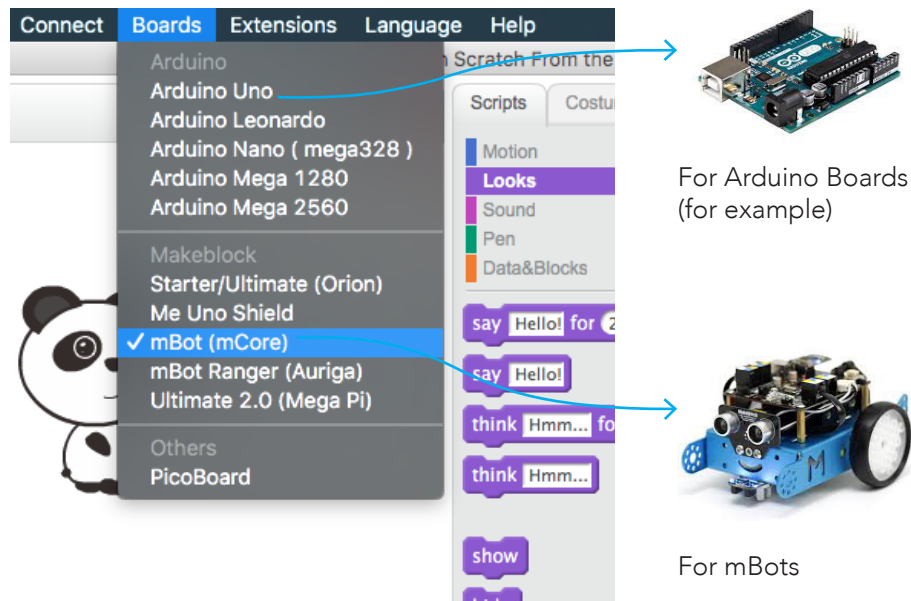 Connect Boards Extensions Language Help
Scratch From the
Arduino
Arduino Uno
Arduino Leonardo
Arduino Nano ( mega328 )
Arduino Mega 1280
Arduino Mega 2560
Makeblock
Starter/Ultimate (Orion)
Me Uno Shield
✓ mBot (mCore)
mBot Ranger (Auriga)
Ultimate 2.0 (Mega Pi)
Others
PicoBoard
Scripts
Motion
Looks
Sound
Pen
Data&Blocks
say Hello! for 2
say Hello!
think Hmm... fo
think Hmm...
show
For Arduino Boards
(for example)
M
For mBots